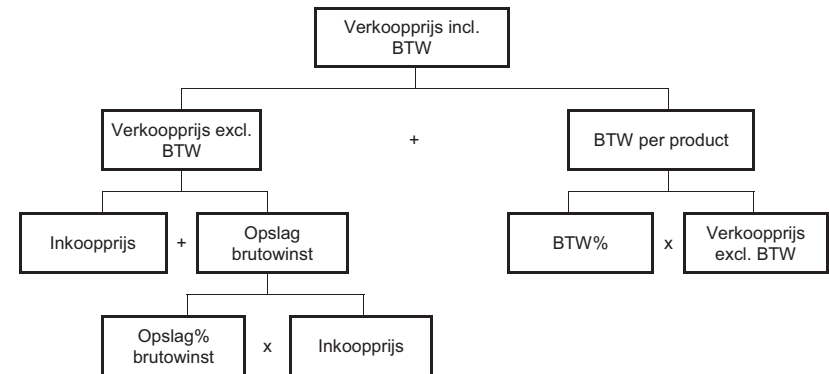 Verkoopprijs incl.
BTW
Verkoopprijs excl.
BTW
+
BTW per product
Inkoopprijs
+
Opslag
brutowinst
BTW%
x
Verkoopprijs
excl. BTW
Opslag%
brutowinst
x
Inkoopprijs